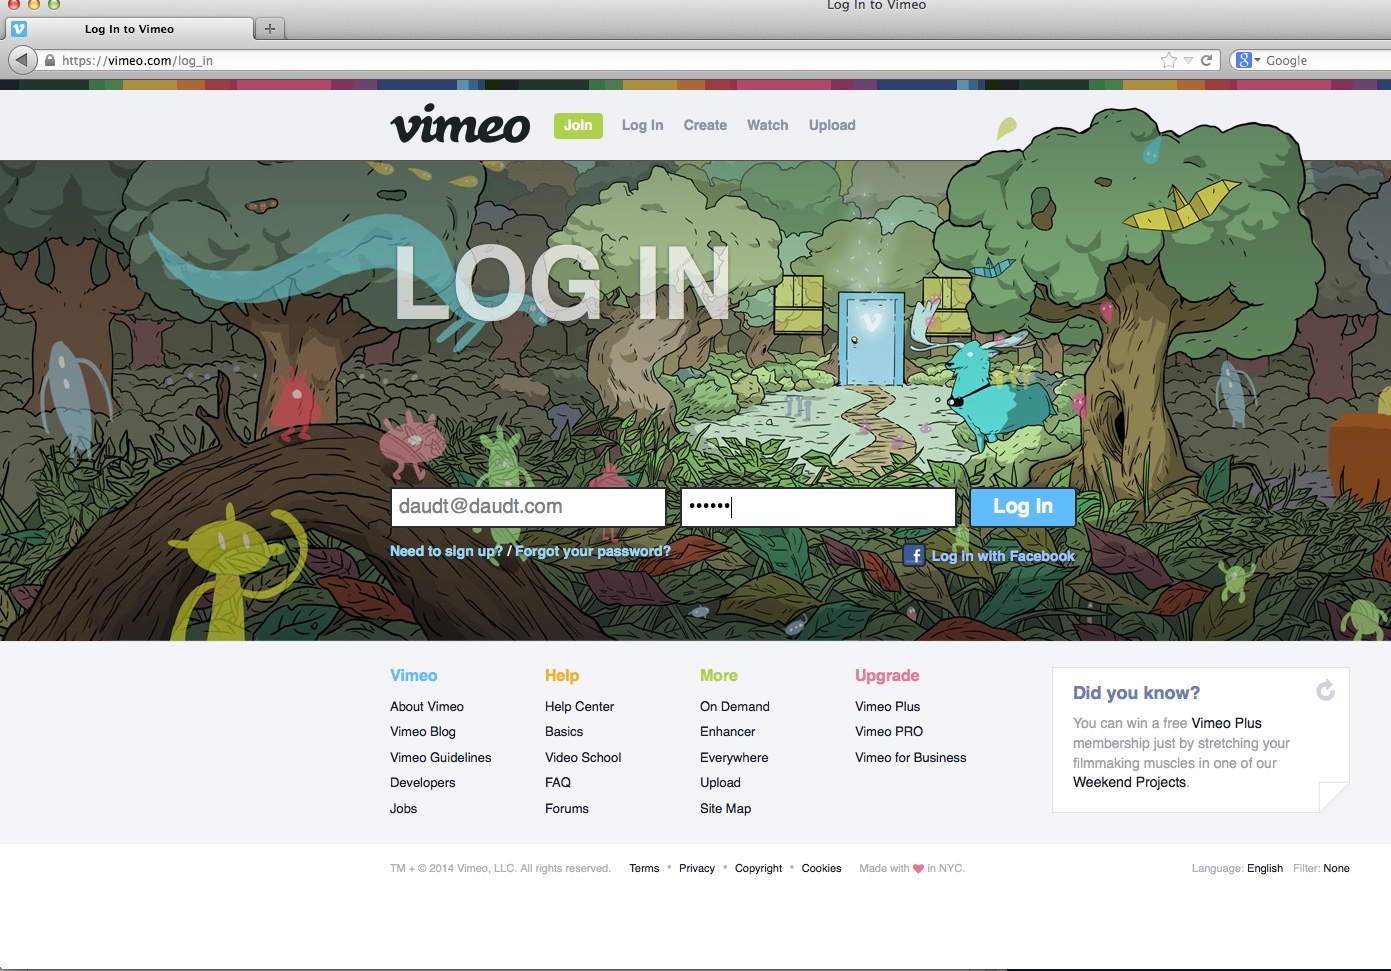 Log In to Vimeo
Log In to Vimeo
https://vimeo.com/log_in
Google
vimeo
Join
Log In
Create
Watch
Upload
LOG IN
daudt@daudt.com
••••••
Log In
Need to sign up? / Forgot your password?
Log in with Facebook
Vimeo
About Vimeo
Vimeo Blog
Vimeo Guidelines
Developers
Jobs
Help
Help Center
Basics
Video School
FAQ
Forums
More
On Demand
Enhancer
Everywhere
Upload
Site Map
Upgrade
Vimeo Plus
Vimeo PRO
Vimeo for Business
Did you know?
You can win a free Vimeo Plus
membership just by stretching your
filmmaking muscles in one of our
Weekend Projects.
TM + © 2014 Vimeo, LLC. All rights reserved. Terms • Privacy • Copyright • Cookies Made with ♥ in NYC.
Language: English Filter: None